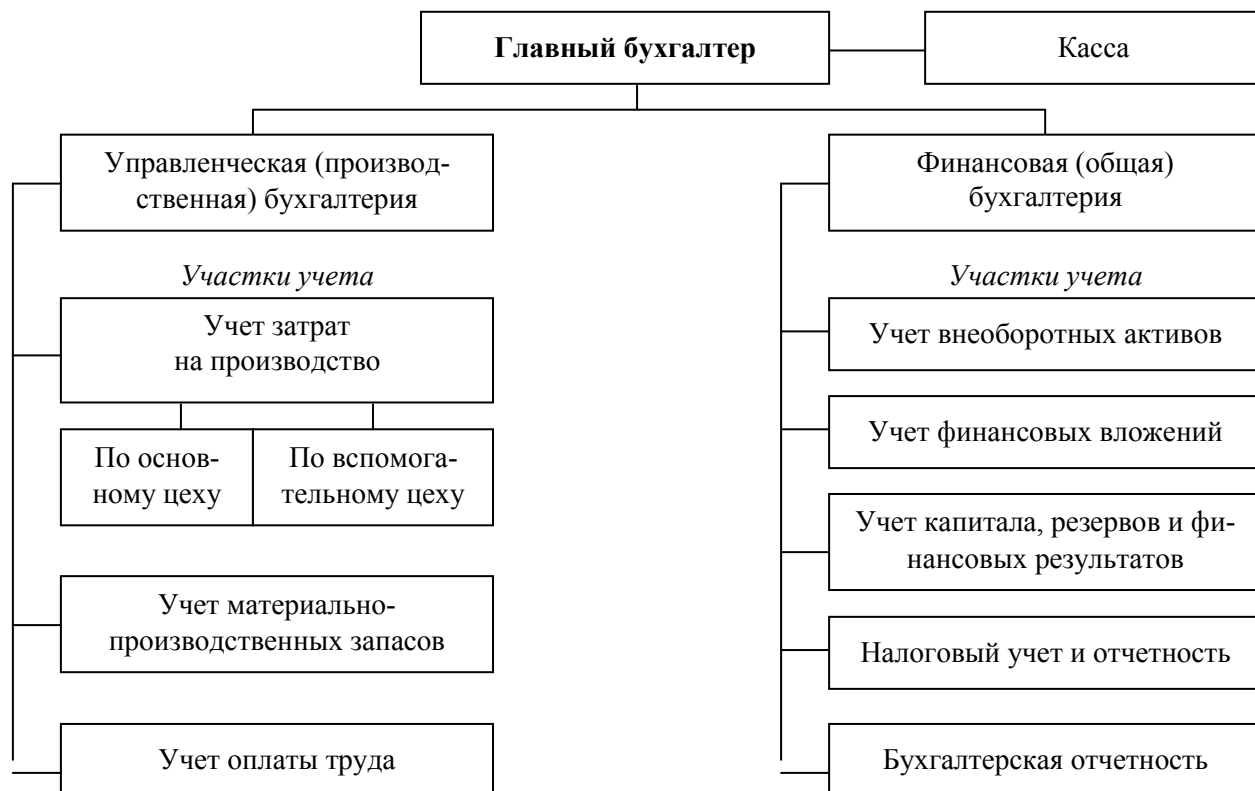 Главный бухгалтер
Касса
Управленческая (производ-
ственная) бухгалтерия
Финансовая (общая)
бухгалтерия
Участки учета
Участки учета
Учет затрат
на производство
Учет внеоборотных активов
По основ-
ному цеху
По вспомога-
тельному цеху
Учет финансовых вложений
Учет капитала, резервов и фи-
нансовых результатов
Учет материально-
производственных запасов
Налоговый учет и отчетность
Учет оплаты труда
Бухгалтерская отчетность